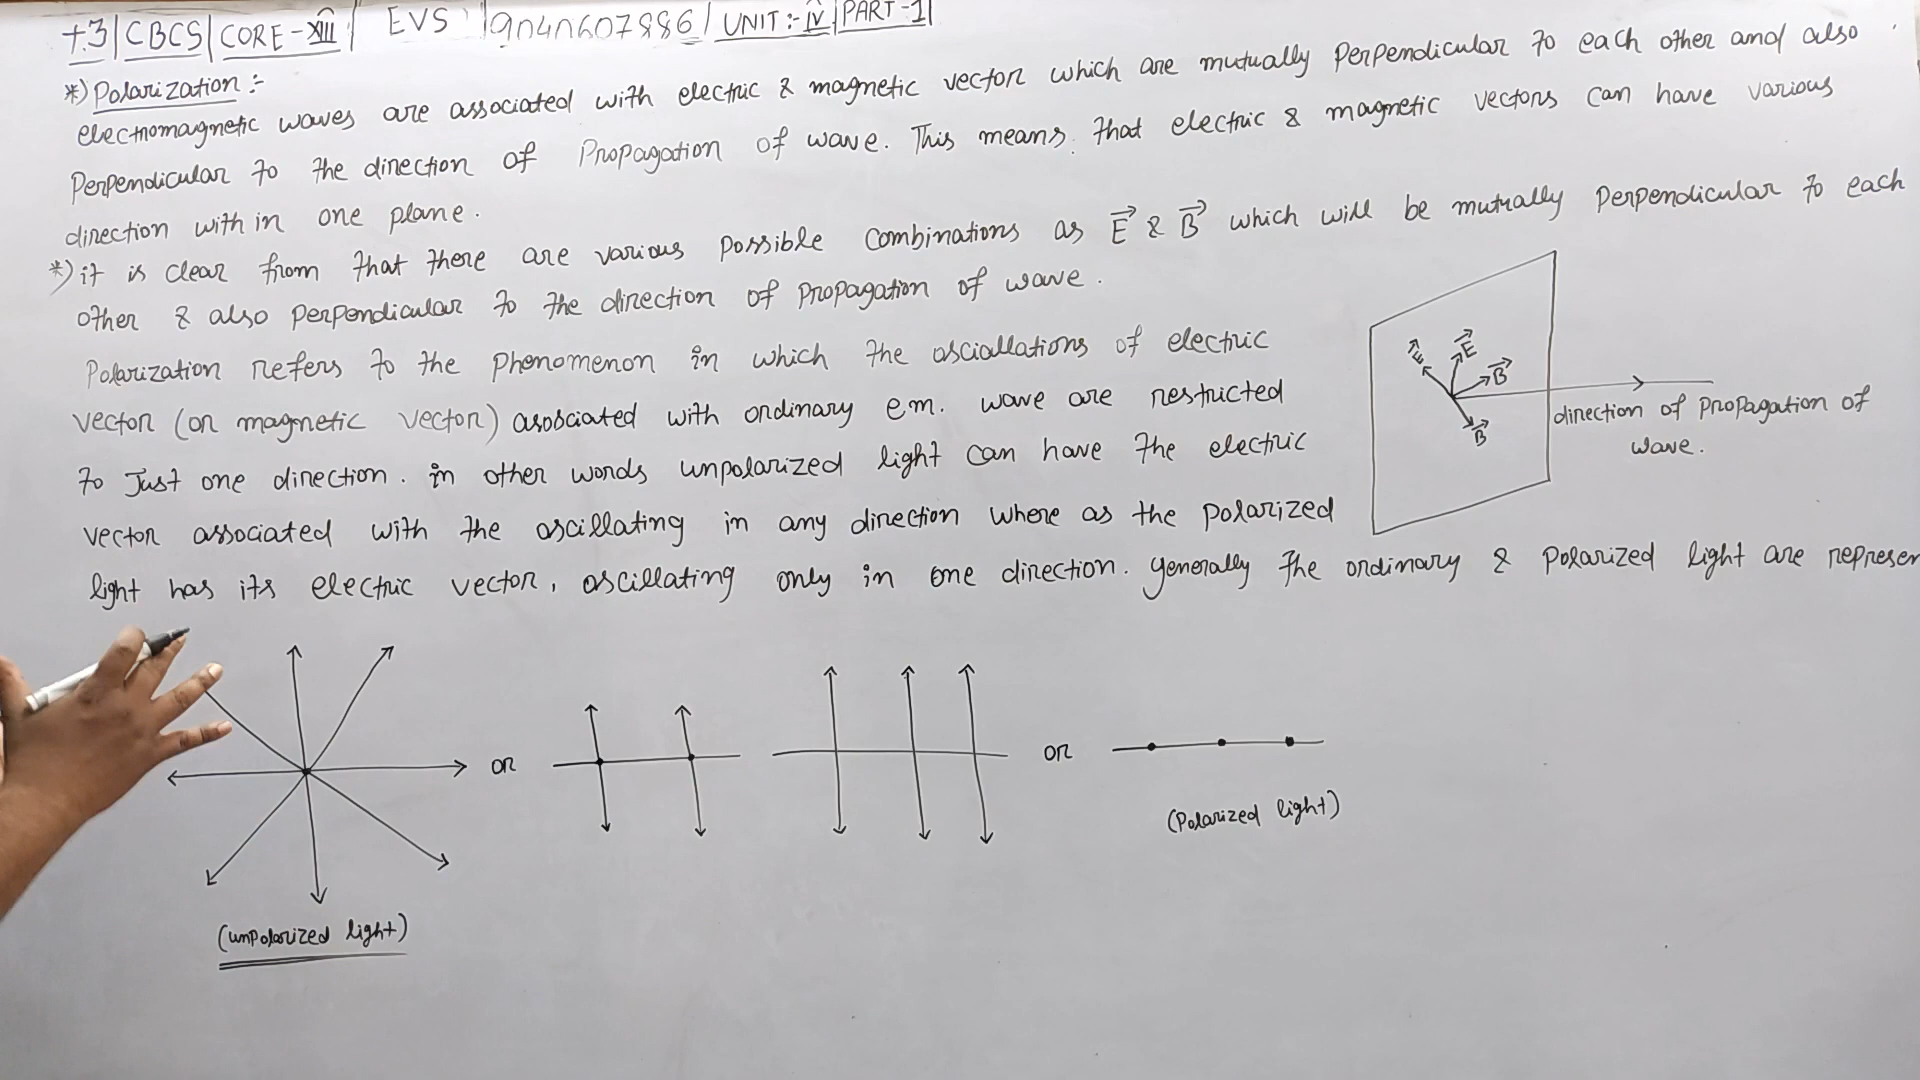 +3 | CBCS | CORE - XIII | EVS | 9040607886 | UNIT :- IV | PART - 1 |
*) Polarization :-
electromagnetic waves are associated with electric & magnetic vector which are mutually perpendicular to each other and also
perpendicular to the direction of propagation of wave. This means that electric & magnetic vectors can have various
direction with in one plane.
*) it is clear from that there are various possible combinations as E⃗ & B⃗ which will be mutually perpendicular to each
other & also perpendicular to the direction of propagation of wave.
Polarization refers to the phenomenon in which the osciallations of electric
vector (or magnetic vector) asosciated with ordinary em. wave are restricted
to Just one direction. in other words unpolarized light can have the electric
vector associated with the oscillating in any direction where as the polarized
light has its electric vector, oscillating only in one direction. generally the ordinary & polarized light are represen
E⃗
E⃗
B⃗
B⃗
direction of propagation of
wave.
or
or
(Polarized light)
(unpolarized light)